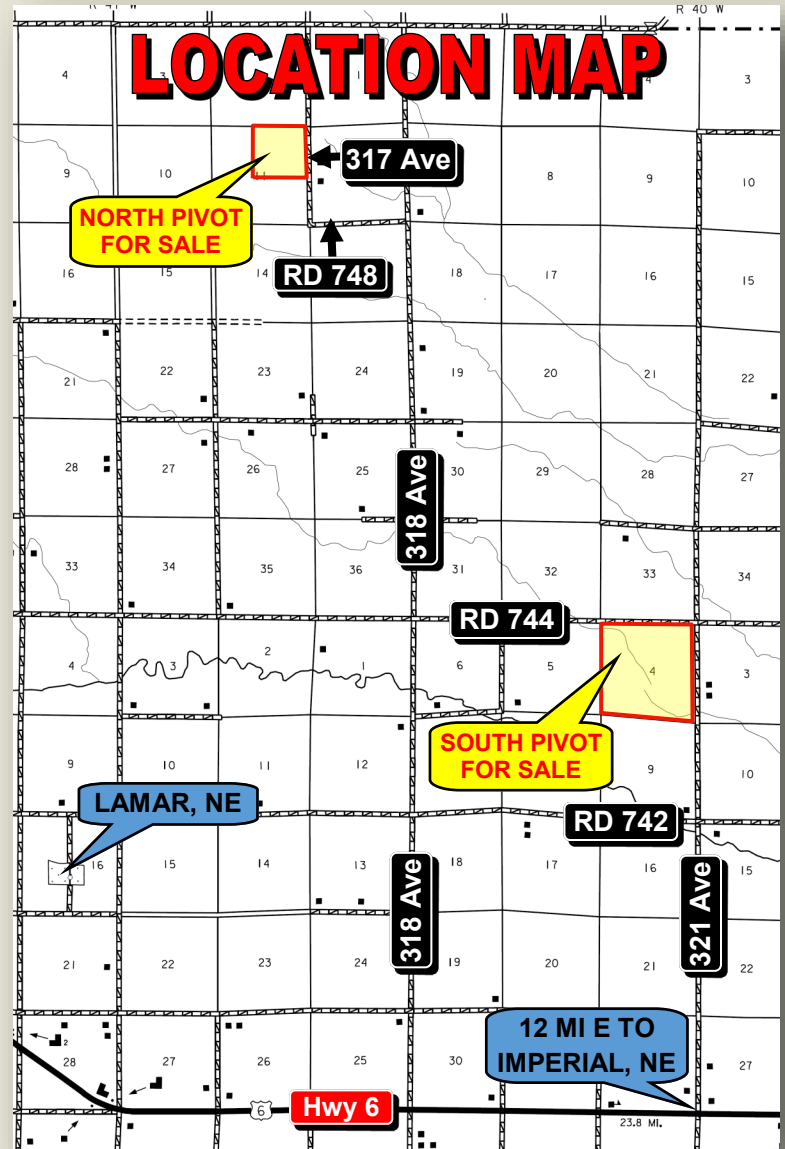 R 41 W
R 40 W
LOCATION MAP
4 3 1 4 3
317 Ave
9 10 11 8 9 10
NORTH PIVOT
FOR SALE
RD 748
16 15 14 18 17 16 15
21 22 23 24 19 20 21 22
28 27 26 25 30 29 28 27
318 Ave
33 34 35 36 31 32 33 34
RD 744
4 3 2 1 6 5 4 3
SOUTH PIVOT
FOR SALE
9 10 11 12 9 10
LAMAR, NE
RD 742
16 15 14 13 18 17 16 15
318 Ave
321 Ave
21 22 23 24 19 20 21 22
12 MI E TO
IMPERIAL, NE
2
28 27 26 25 30 27
6
Hwy 6
23.8 MI.